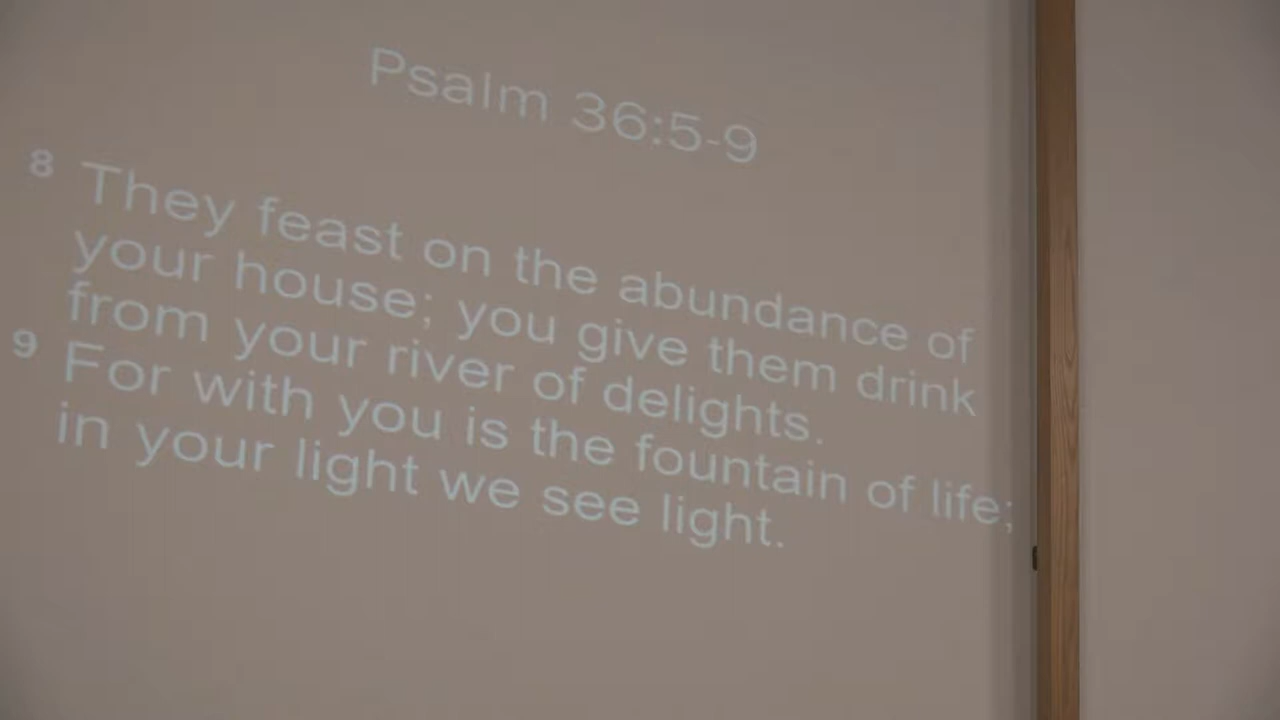 Psalm 36:5-9
8 They feast on the abundance of
your house; you give them drink
from your river of delights.
9 For with you is the fountain of life;
in your light we see light.